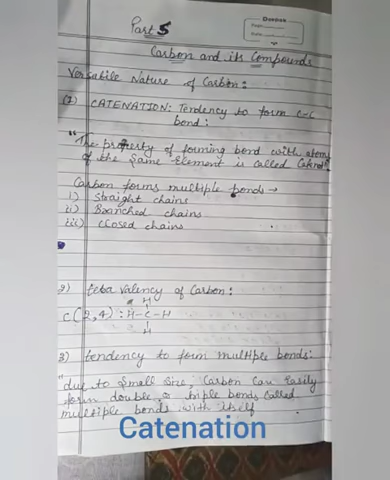 Part 5
Carbon and its Compounds
Versatile Nature of Carbon:
(1) CATENATION: Tendency to form C-C
bond:
"The property of forming bond with atoms
of the same Element is called
Carbon forms multiple bonds →
i) Straight chains
ii) Branched chains
iii) closed chains
2) tetra valency of Carbon:
H
C(2,4): H-C-H
H
3) tendency to form multiple bonds:
"due to small size, Carbon can Easily
form double, or triple bonds called
multiple bonds with itself
Catenation